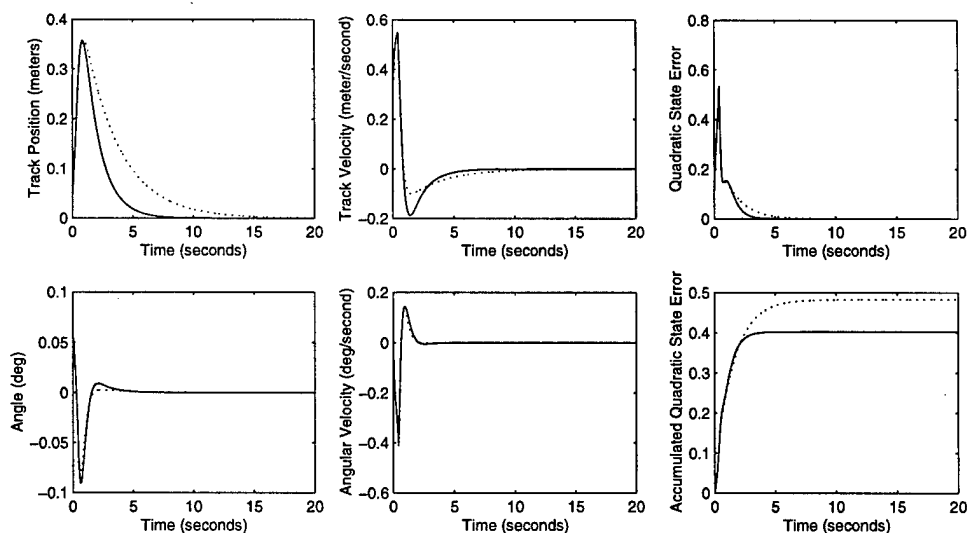 0.4
0.3
0.2
0.1
0
0 5 10 15 20
Track Position (meters)
Time (seconds)
0.6
0.4
0.2
0
−0.2
0 5 10 15 20
Track Velocity (meter/second)
Time (seconds)
0.8
0.6
0.4
0.2
0
0 5 10 15 20
Quadratic State Error
Time (seconds)
0.1
0.05
0
−0.05
−0.1
0 5 10 15 20
Angle (deg)
Time (seconds)
0.2
0
−0.2
−0.4
−0.6
0 5 10 15 20
Angular Velocity (deg/second)
Time (seconds)
0.5
0.4
0.3
0.2
0.1
0
0 5 10 15 20
Accumulated Quadratic State Error
Time (seconds)